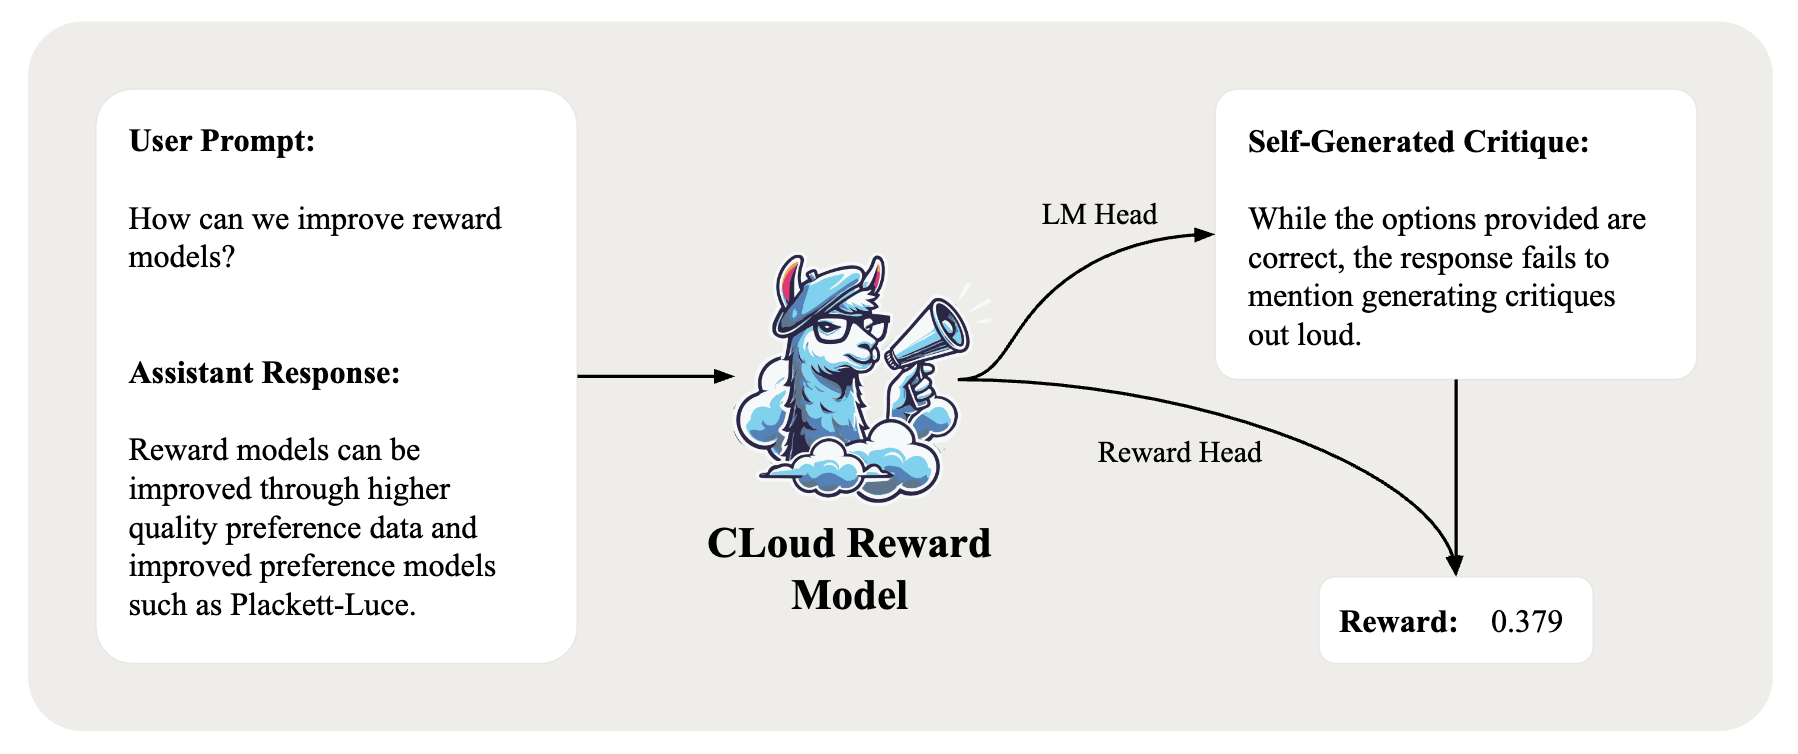 User Prompt:
How can we improve reward
models?
Assistant Response:
Reward models can be
improved through higher
quality preference data and
improved preference models
such as Plackett-Luce.
CLoud Reward
Model
LM Head
Reward Head
Self-Generated Critique:
While the options provided are
correct, the response fails to
mention generating critiques
out loud.
Reward: 0.379